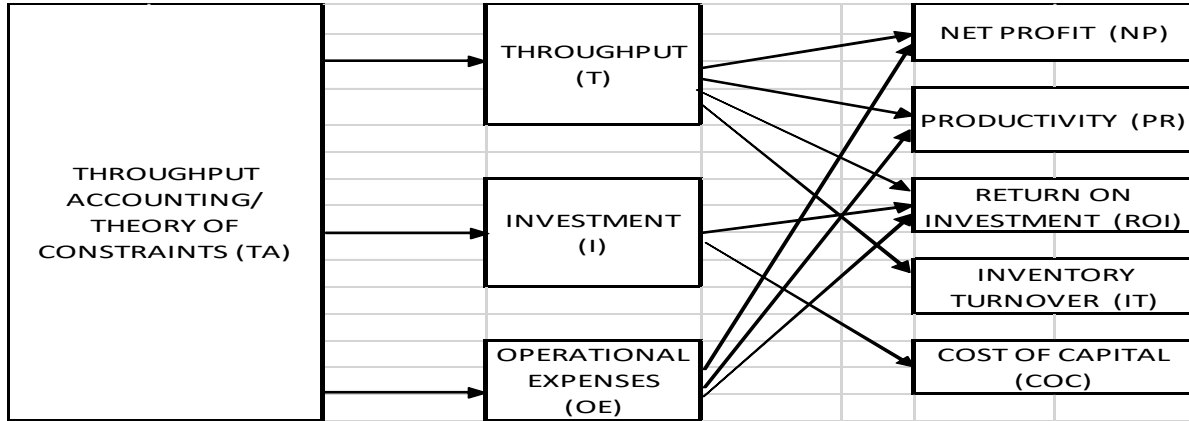 THROUGHPUT
ACCOUNTING/
THEORY OF
CONSTRAINTS (TA)
THROUGHPUT
(T)
INVESTMENT
(I)
OPERATIONAL
EXPENSES
(OE)
NET PROFIT (NP)
PRODUCTIVITY (PR)
RETURN ON
INVESTMENT (ROI)
INVENTORY
TURNOVER (IT)
COST OF CAPITAL
(COC)